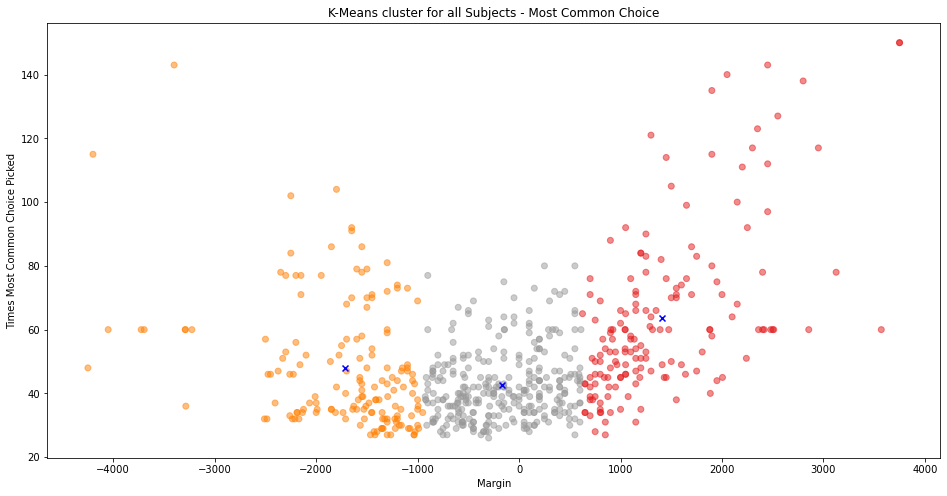 K-Means cluster for all Subjects - Most Common Choice
Times Most Common Choice Picked
140
120
100
80
60
40
20
−4000 −3000 −2000 −1000 0 1000 2000 3000 4000
Margin